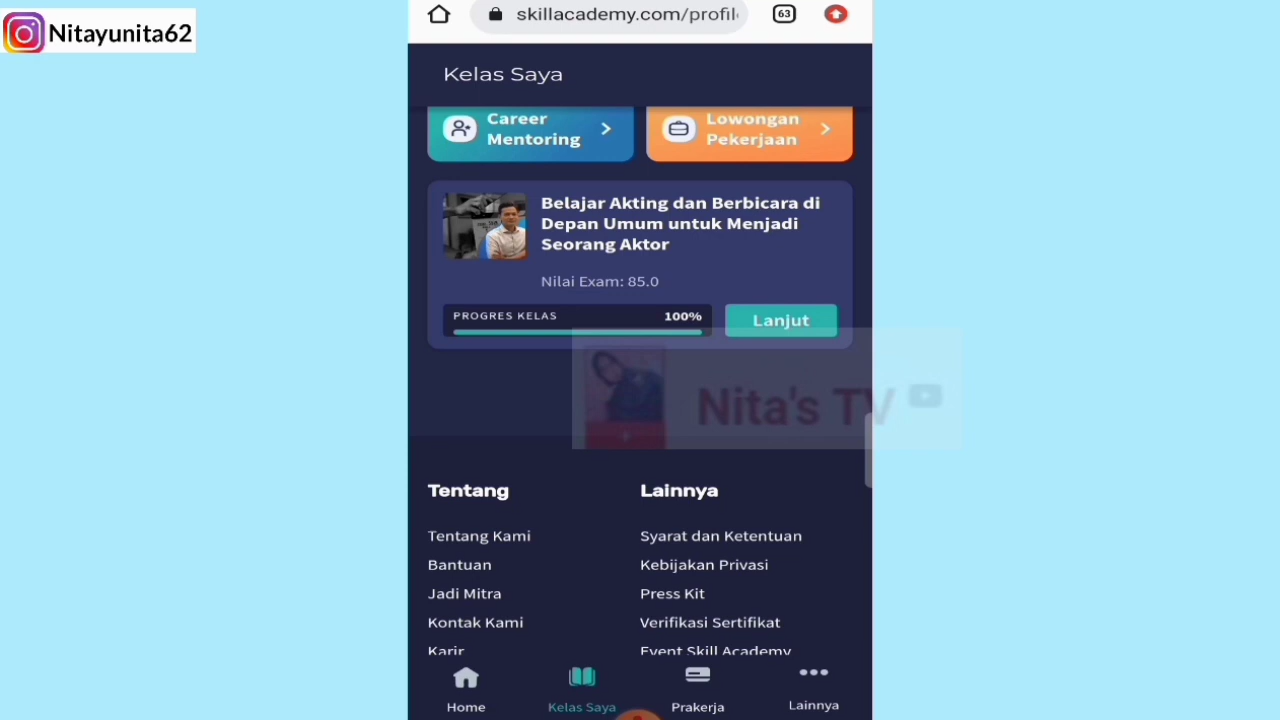 Nitayunita62
skillacademy.com/profil
63
Kelas Saya
Career
Mentoring
Lowongan
Pekerjaan
Belajar Akting dan Berbicara di
Depan Umum untuk Menjadi
Seorang Aktor
Nilai Exam: 85.0
PROGRES KELAS 100%
Lanjut
Nita's TV
Tentang
Tentang Kami
Bantuan
Jadi Mitra
Kontak Kami
Karir
Lainnya
Syarat dan Ketentuan
Kebijakan Privasi
Press Kit
Verifikasi Sertifikat
Event Skill Academy
Home
Kelas Saya
Prakerja
Lainnya